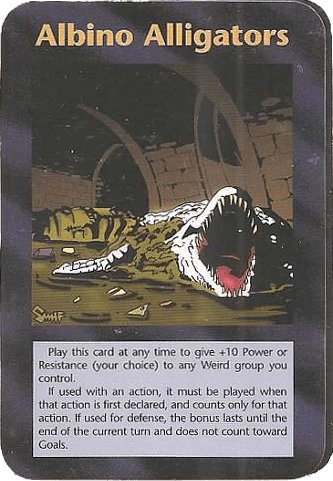 Albino Alligators
SMIF
Play this card at any time to give +10 Power or
Resistance (your choice) to any Weird group you
control.
If used with an action, it must be played when
that action is first declared, and counts only for that
action. If used for defense, the bonus lasts until the
end of the current turn and does not count toward
Goals.